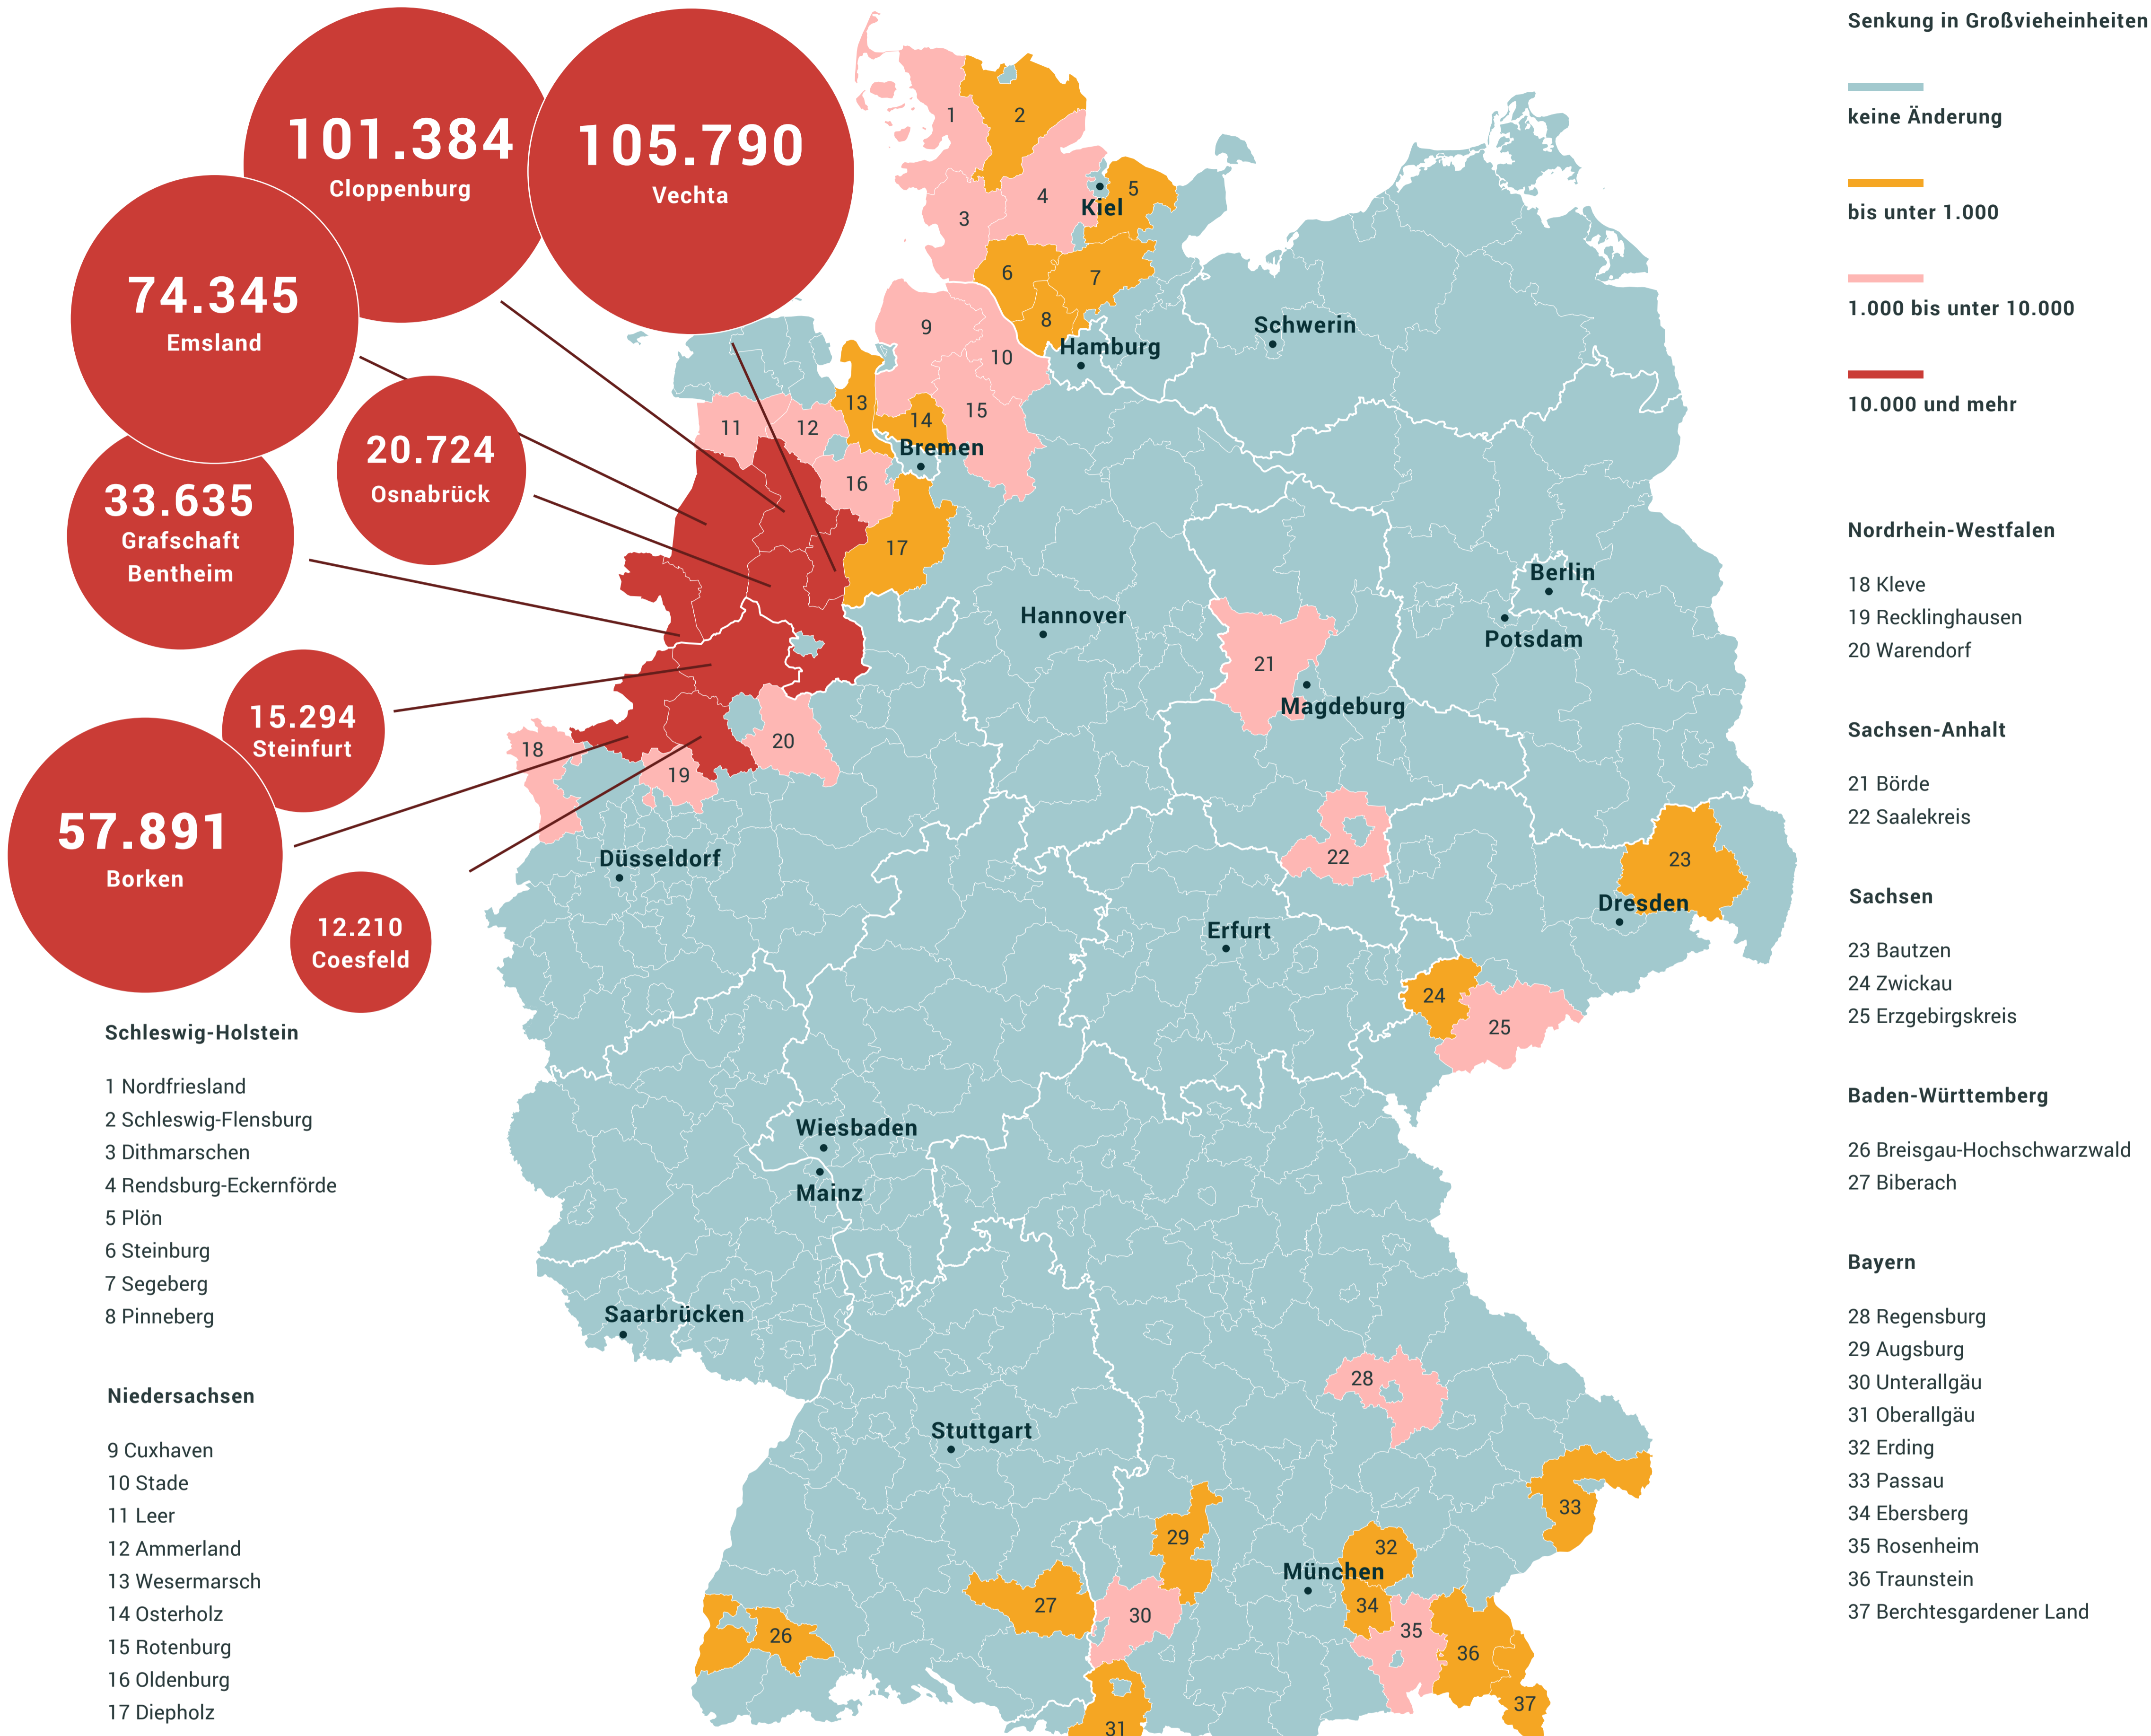 101.384
Cloppenburg
105.790
Vechta
74.345
Emsland
20.724
Osnabrück
33.635
Grafschaft
Bentheim
15.294
Steinfurt
57.891
Borken
12.210
Coesfeld
1
2
3
4
5
Kiel
6
7
8
9
10
Hamburg
Schwerin
11
12
13
14
15
Bremen
16
17
Hannover
Berlin
Potsdam
21
Magdeburg
18
19
20
Düsseldorf
22
23
Dresden
Erfurt
24
25
Wiesbaden
Mainz
Saarbrücken
28
Stuttgart
33
29
32
München
27
30
34
26
35
36
37
31
Schleswig-Holstein
1 Nordfriesland
2 Schleswig-Flensburg
3 Dithmarschen
4 Rendsburg-Eckernförde
5 Plön
6 Steinburg
7 Segeberg
8 Pinneberg
Niedersachsen
9 Cuxhaven
10 Stade
11 Leer
12 Ammerland
13 Wesermarsch
14 Osterholz
15 Rotenburg
16 Oldenburg
17 Diepholz
Senkung in Großvieheinheiten
keine Änderung
bis unter 1.000
1.000 bis unter 10.000
10.000 und mehr
Nordrhein-Westfalen
18 Kleve
19 Recklinghausen
20 Warendorf
Sachsen-Anhalt
21 Börde
22 Saalekreis
Sachsen
23 Bautzen
24 Zwickau
25 Erzgebirgskreis
Baden-Württemberg
26 Breisgau-Hochschwarzwald
27 Biberach
Bayern
28 Regensburg
29 Augsburg
30 Unterallgäu
31 Oberallgäu
32 Erding
33 Passau
34 Ebersberg
35 Rosenheim
36 Traunstein
37 Berchtesgardener Land